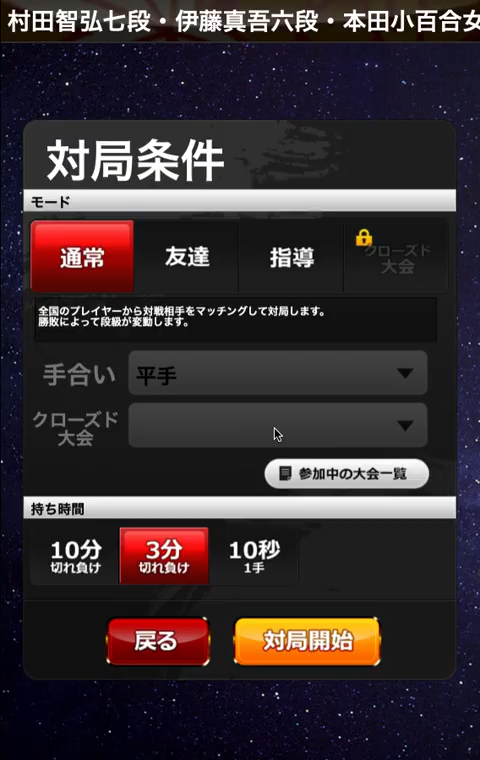 村田智弘七段・伊藤真吾六段・本田小百合女
対局条件
モード
通常
友達
指導
クローズド
大会
全国のプレイヤーから対戦相手をマッチングして対局します。
勝敗によって段級が変動します。
手合い
平手
クローズド
大会
参加中の大会一覧
持ち時間
10分
切れ負け
3分
切れ負け
10秒
1手
戻る
対局開始